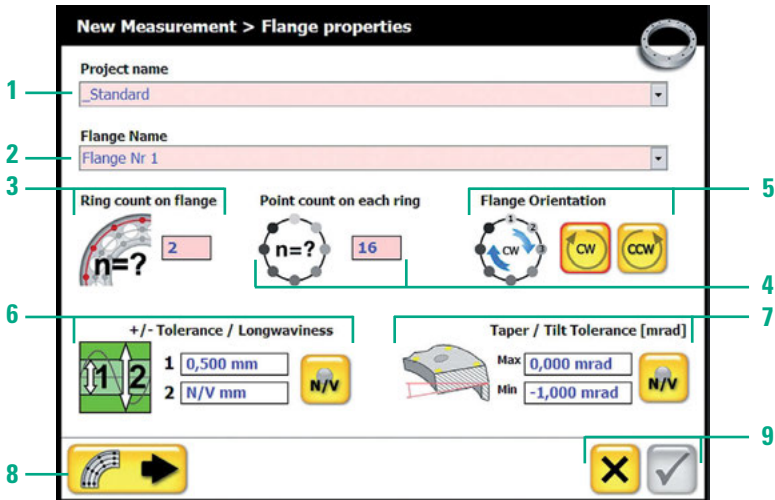 New Measurement > Flange properties
1
Project name
_Standard
2
Flange Name
Flange Nr 1
3
Ring count on flange
n=?
2
Point count on each ring
n=?
16
4
5
Flange Orientation
1
2
3
CW
CW
CCW
6
+/- Tolerance / Longwaviness
1 2
1 0,500 mm
2 N/V mm
N/V
7
Taper / Tilt Tolerance [mrad]
Max 0,000 mrad
Min -1,000 mrad
N/V
8
9